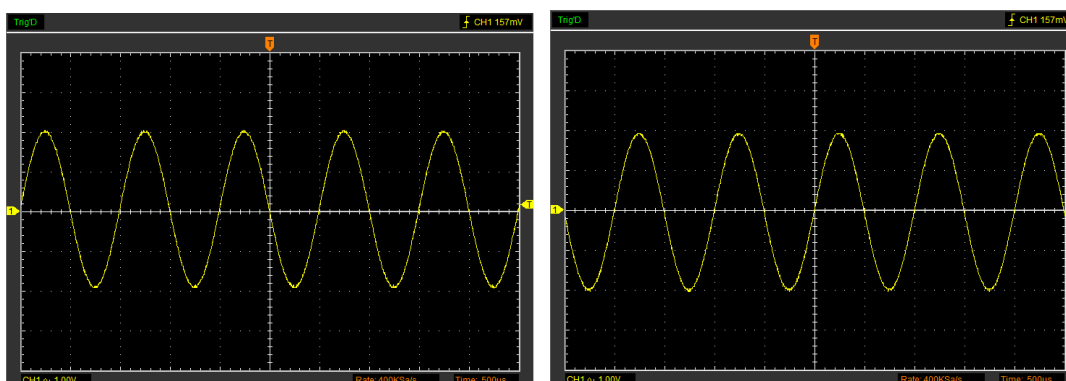 Trig'D CH1 157mV
T
1 T
CH1 1.00V Rate: 400KSa/s Time: 500us
Trig'D CH1 157mV
T
1
CH1 1.00V Rate: 400KSa/s Time: 500us